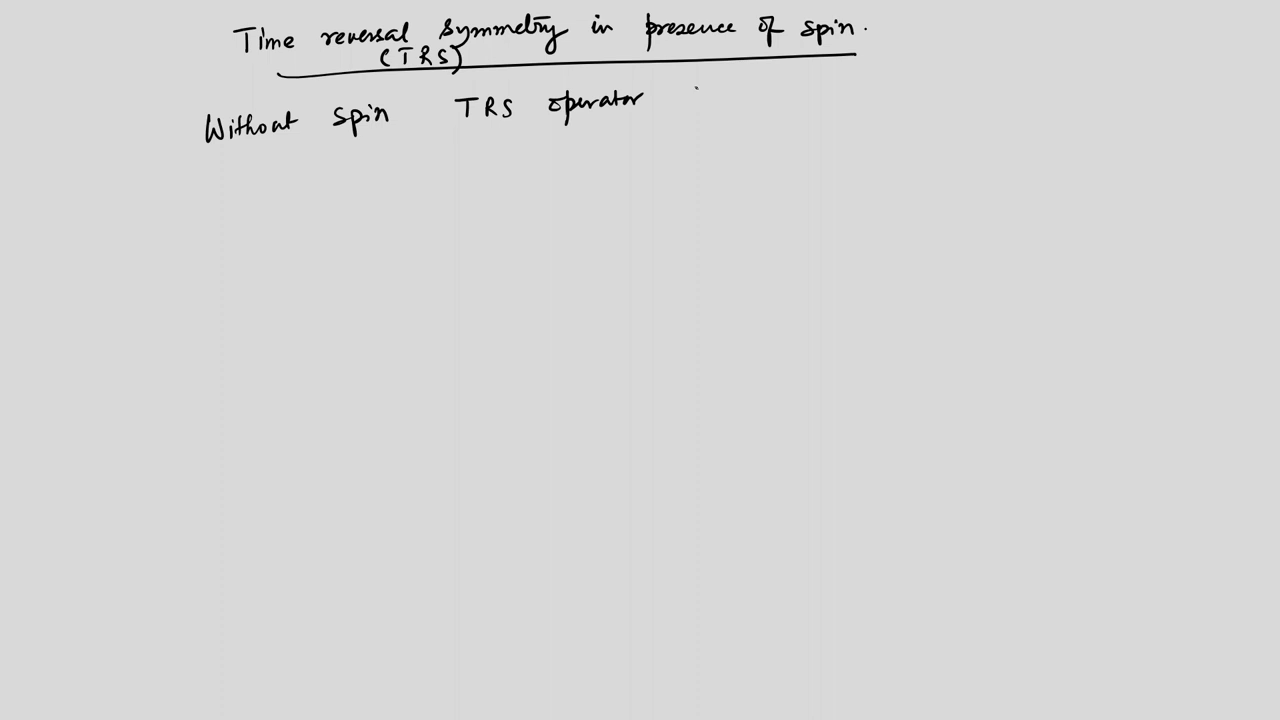 Time reversal symmetry in presence of spin.
(TRS)
Without spin TRS operator